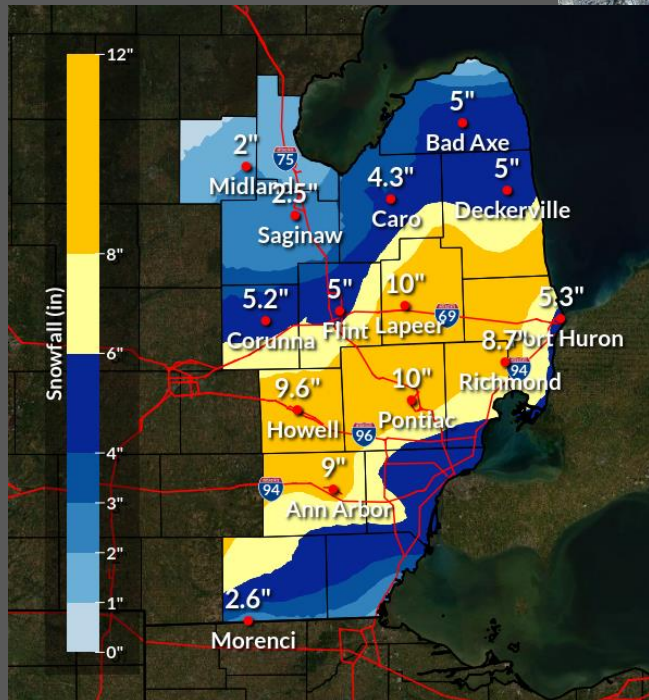 12"
8"
6"
4"
3"
2"
1"
0"
Snowfall (in)
5"
Bad Axe
2"
Midland
75
2.5"
Saginaw
4.3"
Caro
5"
Deckerville
5.2"
Corunna
5"
Flint
10"
Lapeer
69
5.3"
Port Huron
8.7"
Richmond
94
9.6"
Howell
10"
Pontiac
96
94
9"
Ann Arbor
2.6"
Morenci